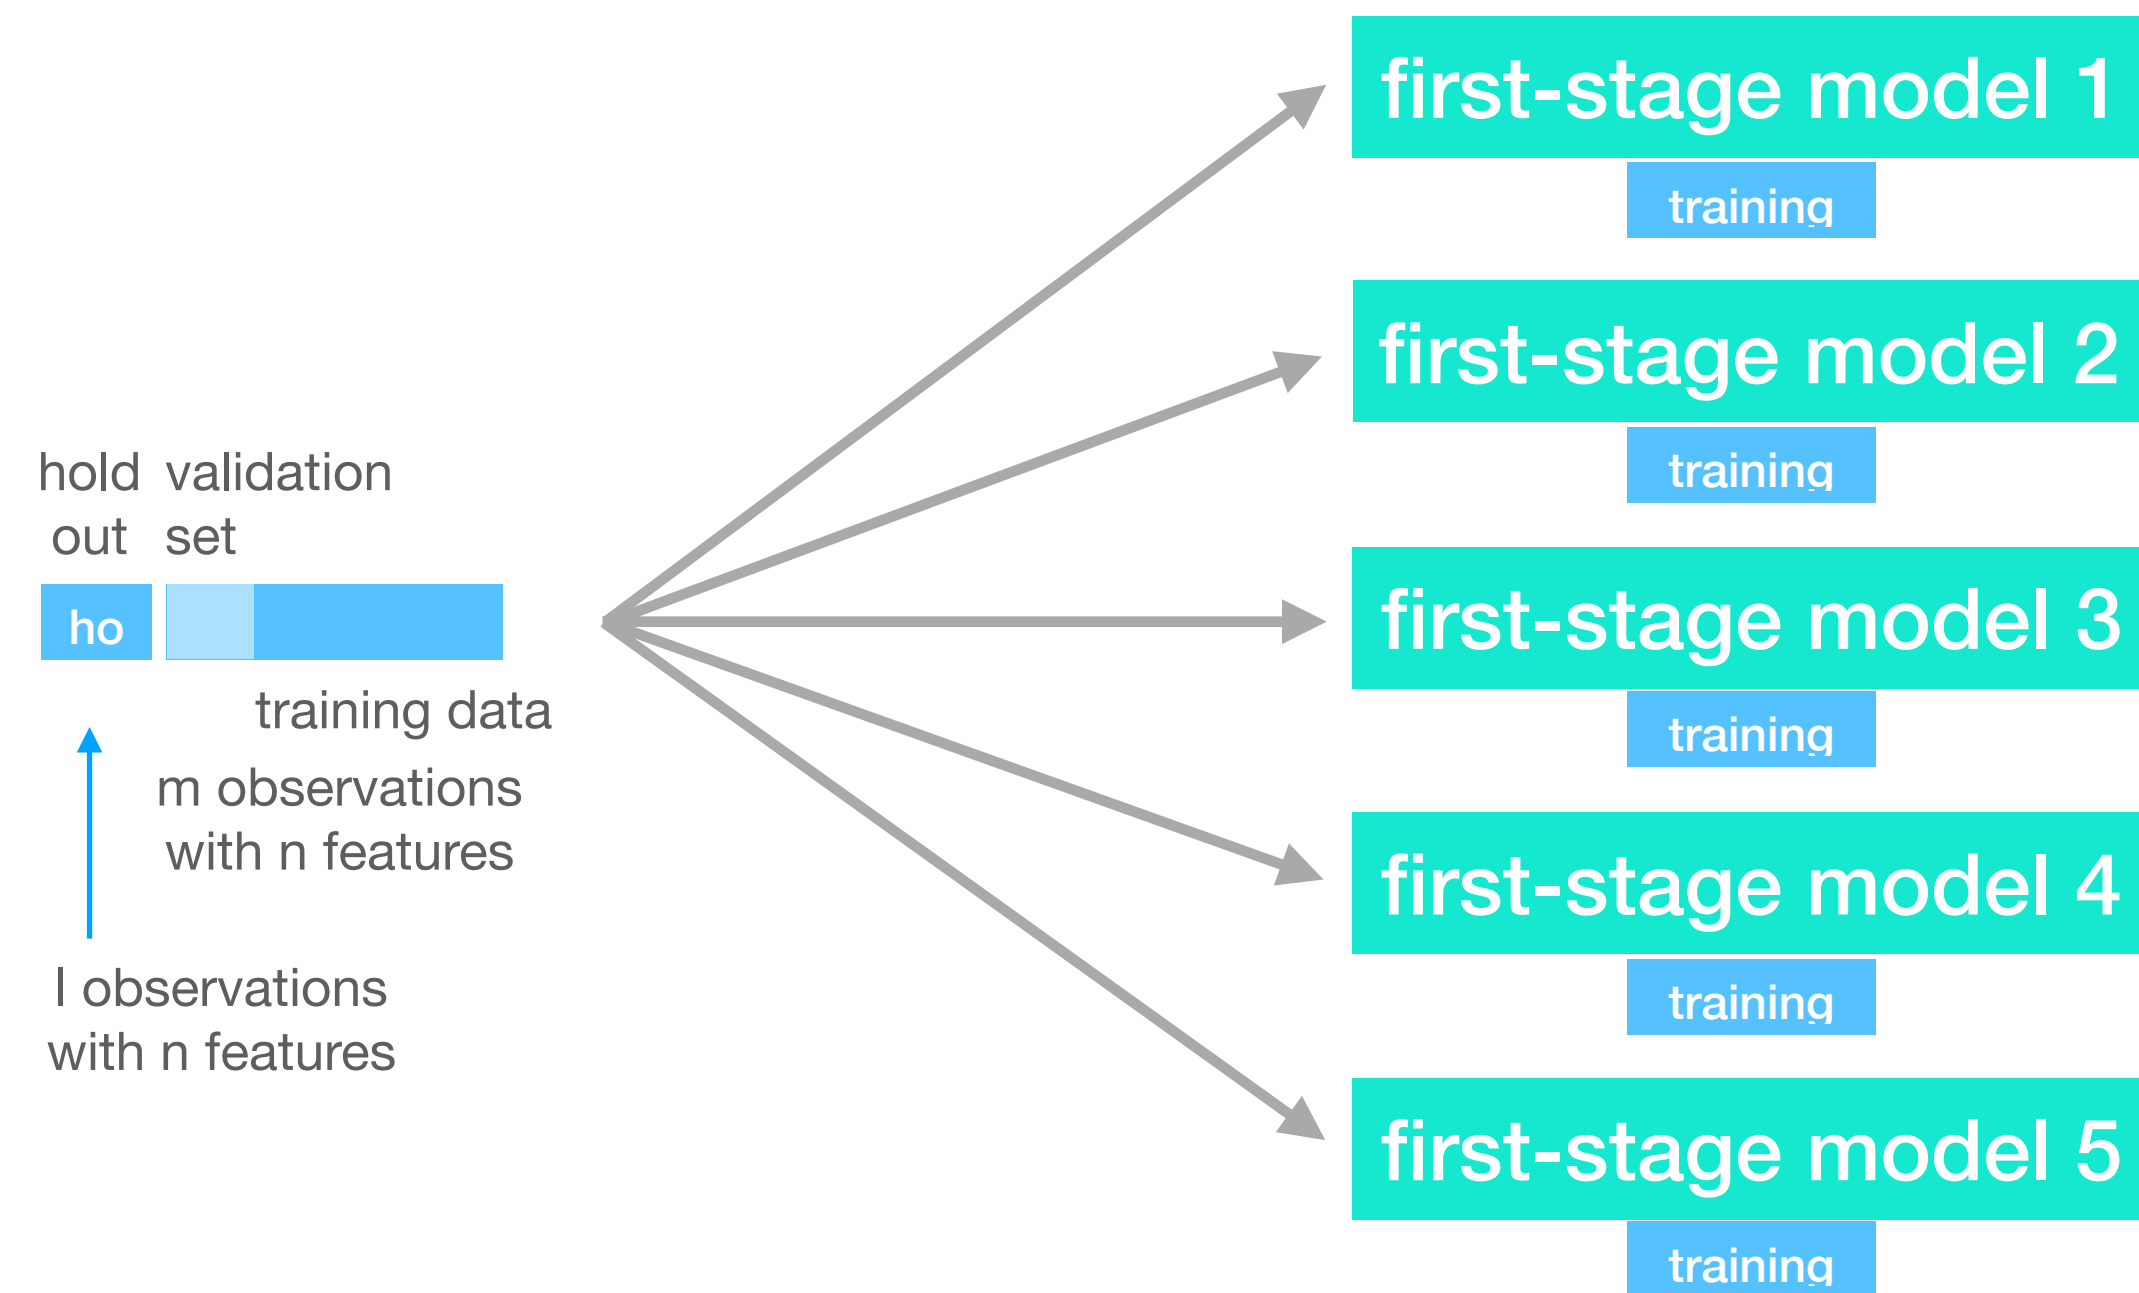 hold
out
validation
set
ho
training data
m observations
with n features
l observations
with n features
first-stage model 1
training
first-stage model 2
training
first-stage model 3
training
first-stage model 4
training
first-stage model 5
training